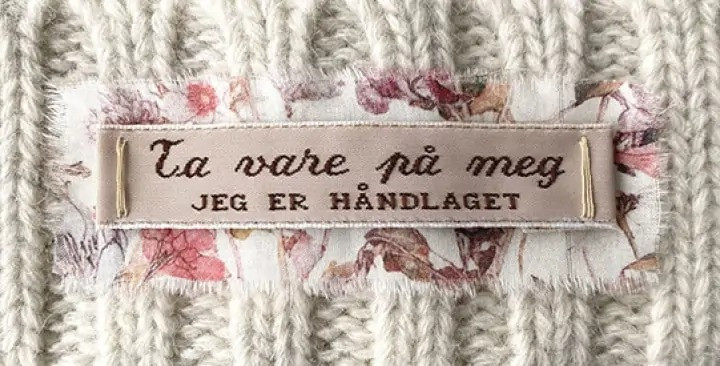 Ta vare på meg
JEG ER HÅNDLAGET